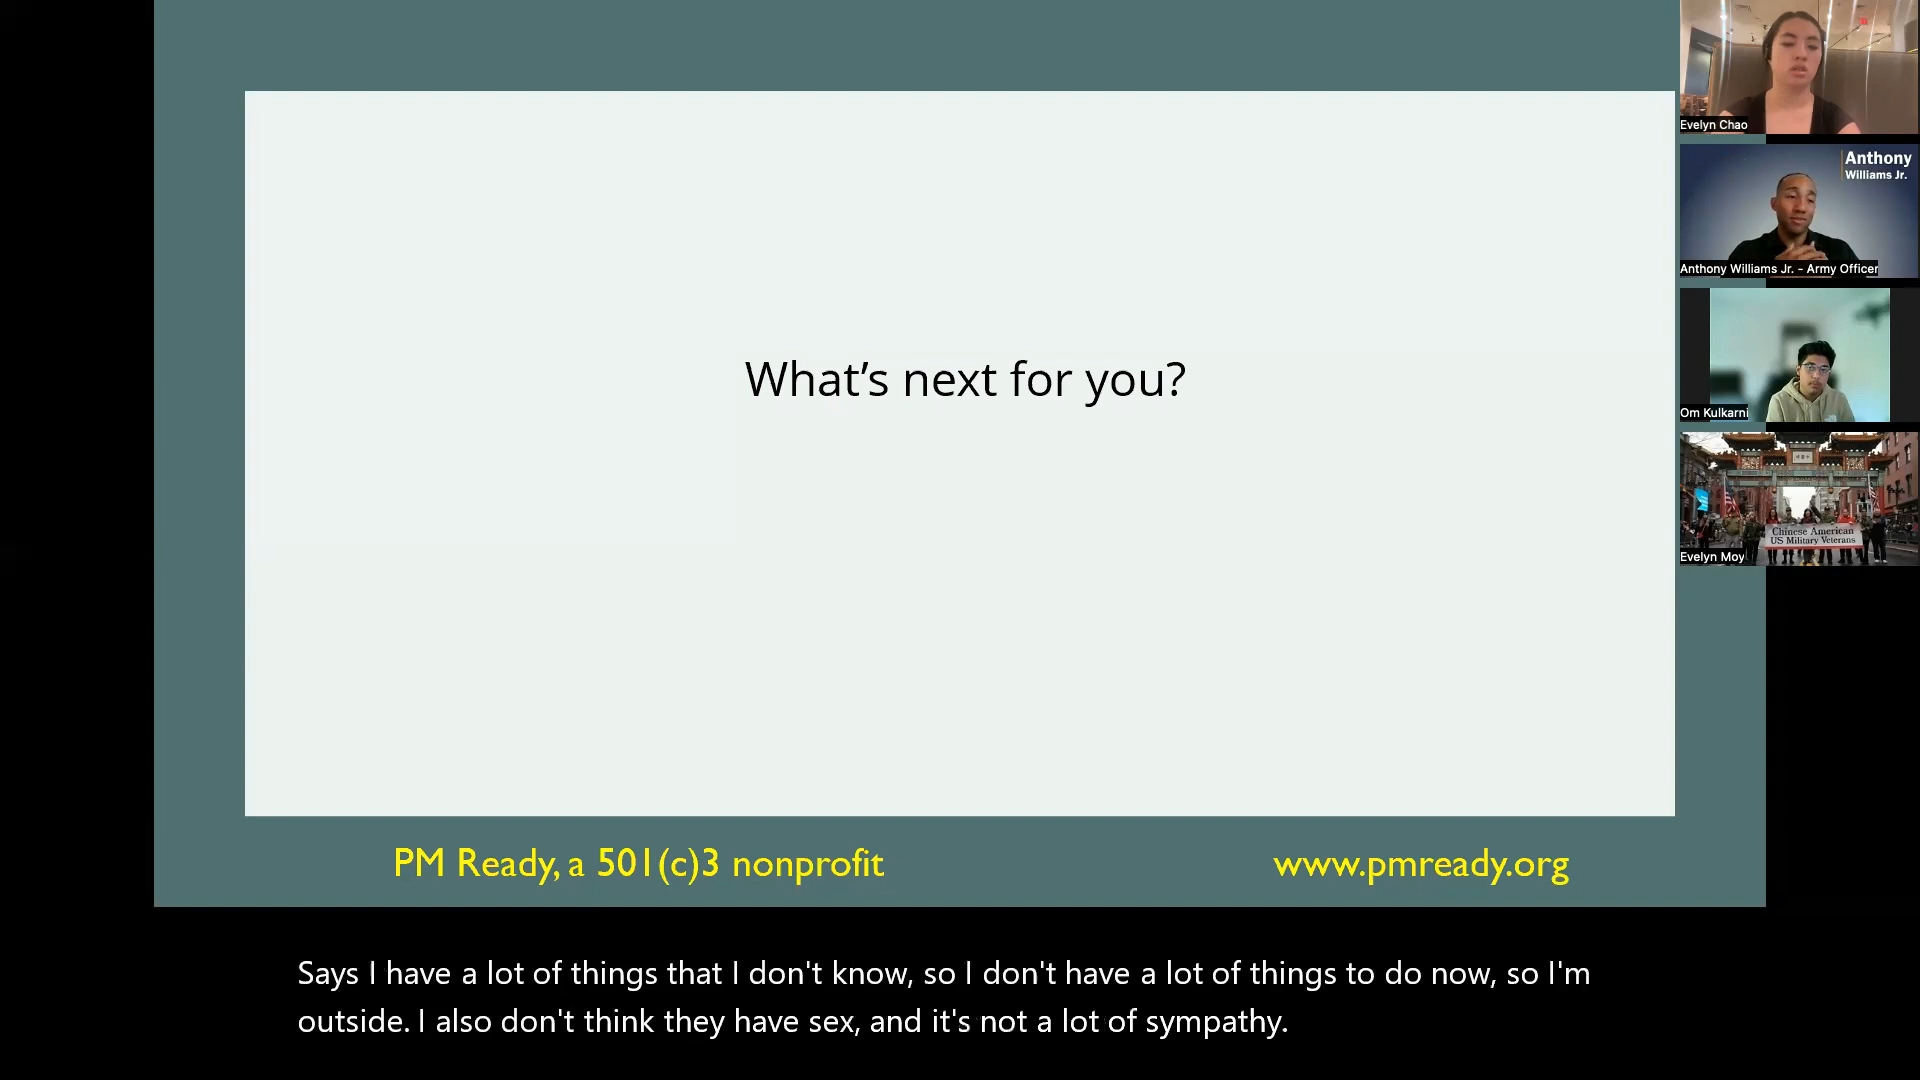 What’s next for you?
PM Ready, a 501(c)3 nonprofit
www.pmready.org
Evelyn Chao
Anthony
Williams Jr.
Anthony Williams Jr. - Army Officer
Om Kulkarni
Chinese American
US Military Veterans
Evelyn Moy
Says I have a lot of things that I don't know, so I don't have a lot of things to do now, so I'm
outside. I also don't think they have sex, and it's not a lot of sympathy.